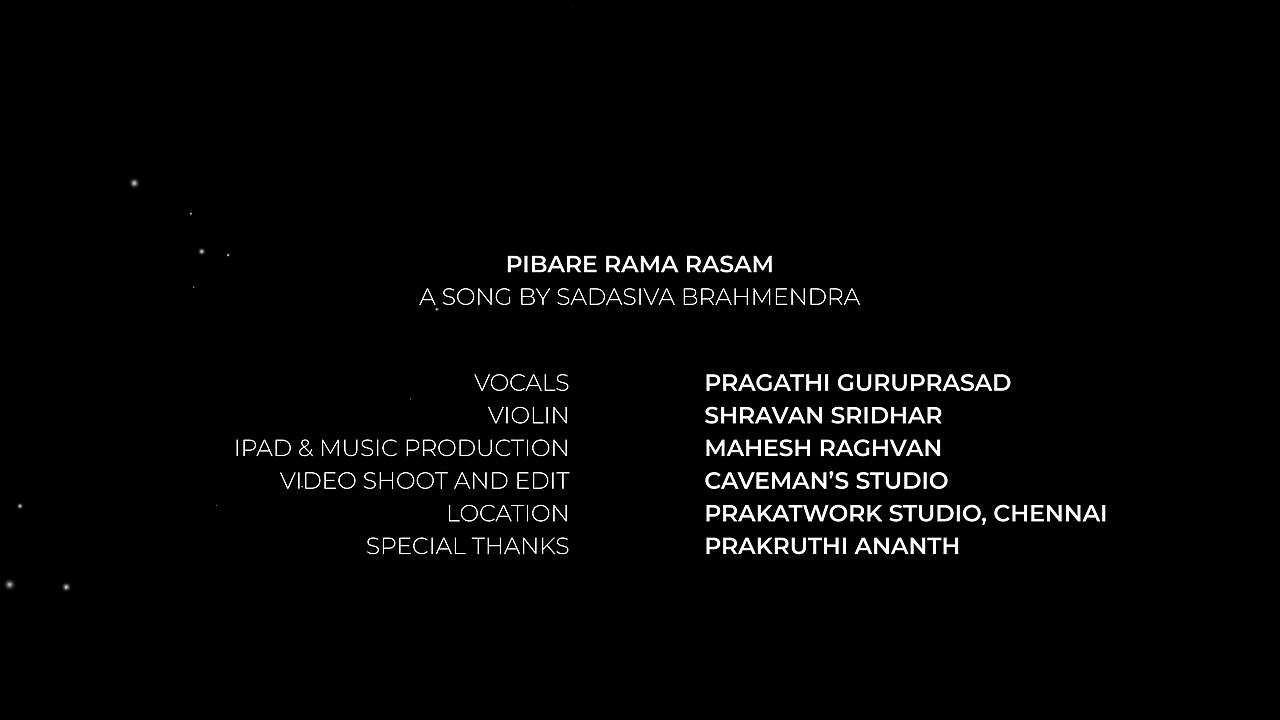 PIBARE RAMA RASAM
A SONG BY SADASIVA BRAHMENDRA
VOCALS PRAGATHI GURUPRASAD
VIOLIN SHRAVAN SRIDHAR
IPAD & MUSIC PRODUCTION MAHESH RAGHVAN
VIDEO SHOOT AND EDIT CAVEMAN’S STUDIO
LOCATION PRAKATWORK STUDIO, CHENNAI
SPECIAL THANKS PRAKRUTHI ANANTH